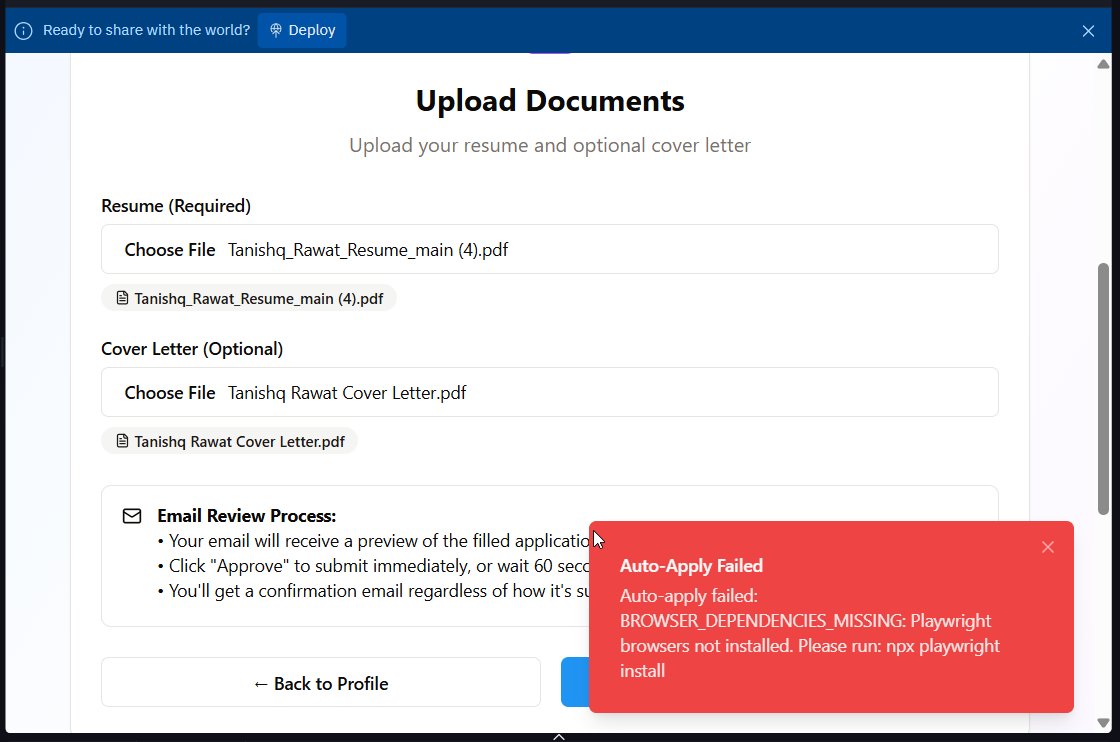 Ready to share with the world? Deploy
Upload Documents
Upload your resume and optional cover letter
Resume (Required)
Choose File Tanishq_Rawat_Resume_main (4).pdf
Tanishq_Rawat_Resume_main (4).pdf
Cover Letter (Optional)
Choose File Tanishq Rawat Cover Letter.pdf
Tanishq Rawat Cover Letter.pdf
Email Review Process:
• Your email will receive a preview of the filled applicatio
• Click "Approve" to submit immediately, or wait 60 seco
• You'll get a confirmation email regardless of how it's su
← Back to Profile
Auto-Apply Failed
Auto-apply failed:
BROWSER_DEPENDENCIES_MISSING: Playwright
browsers not installed. Please run: npx playwright
install